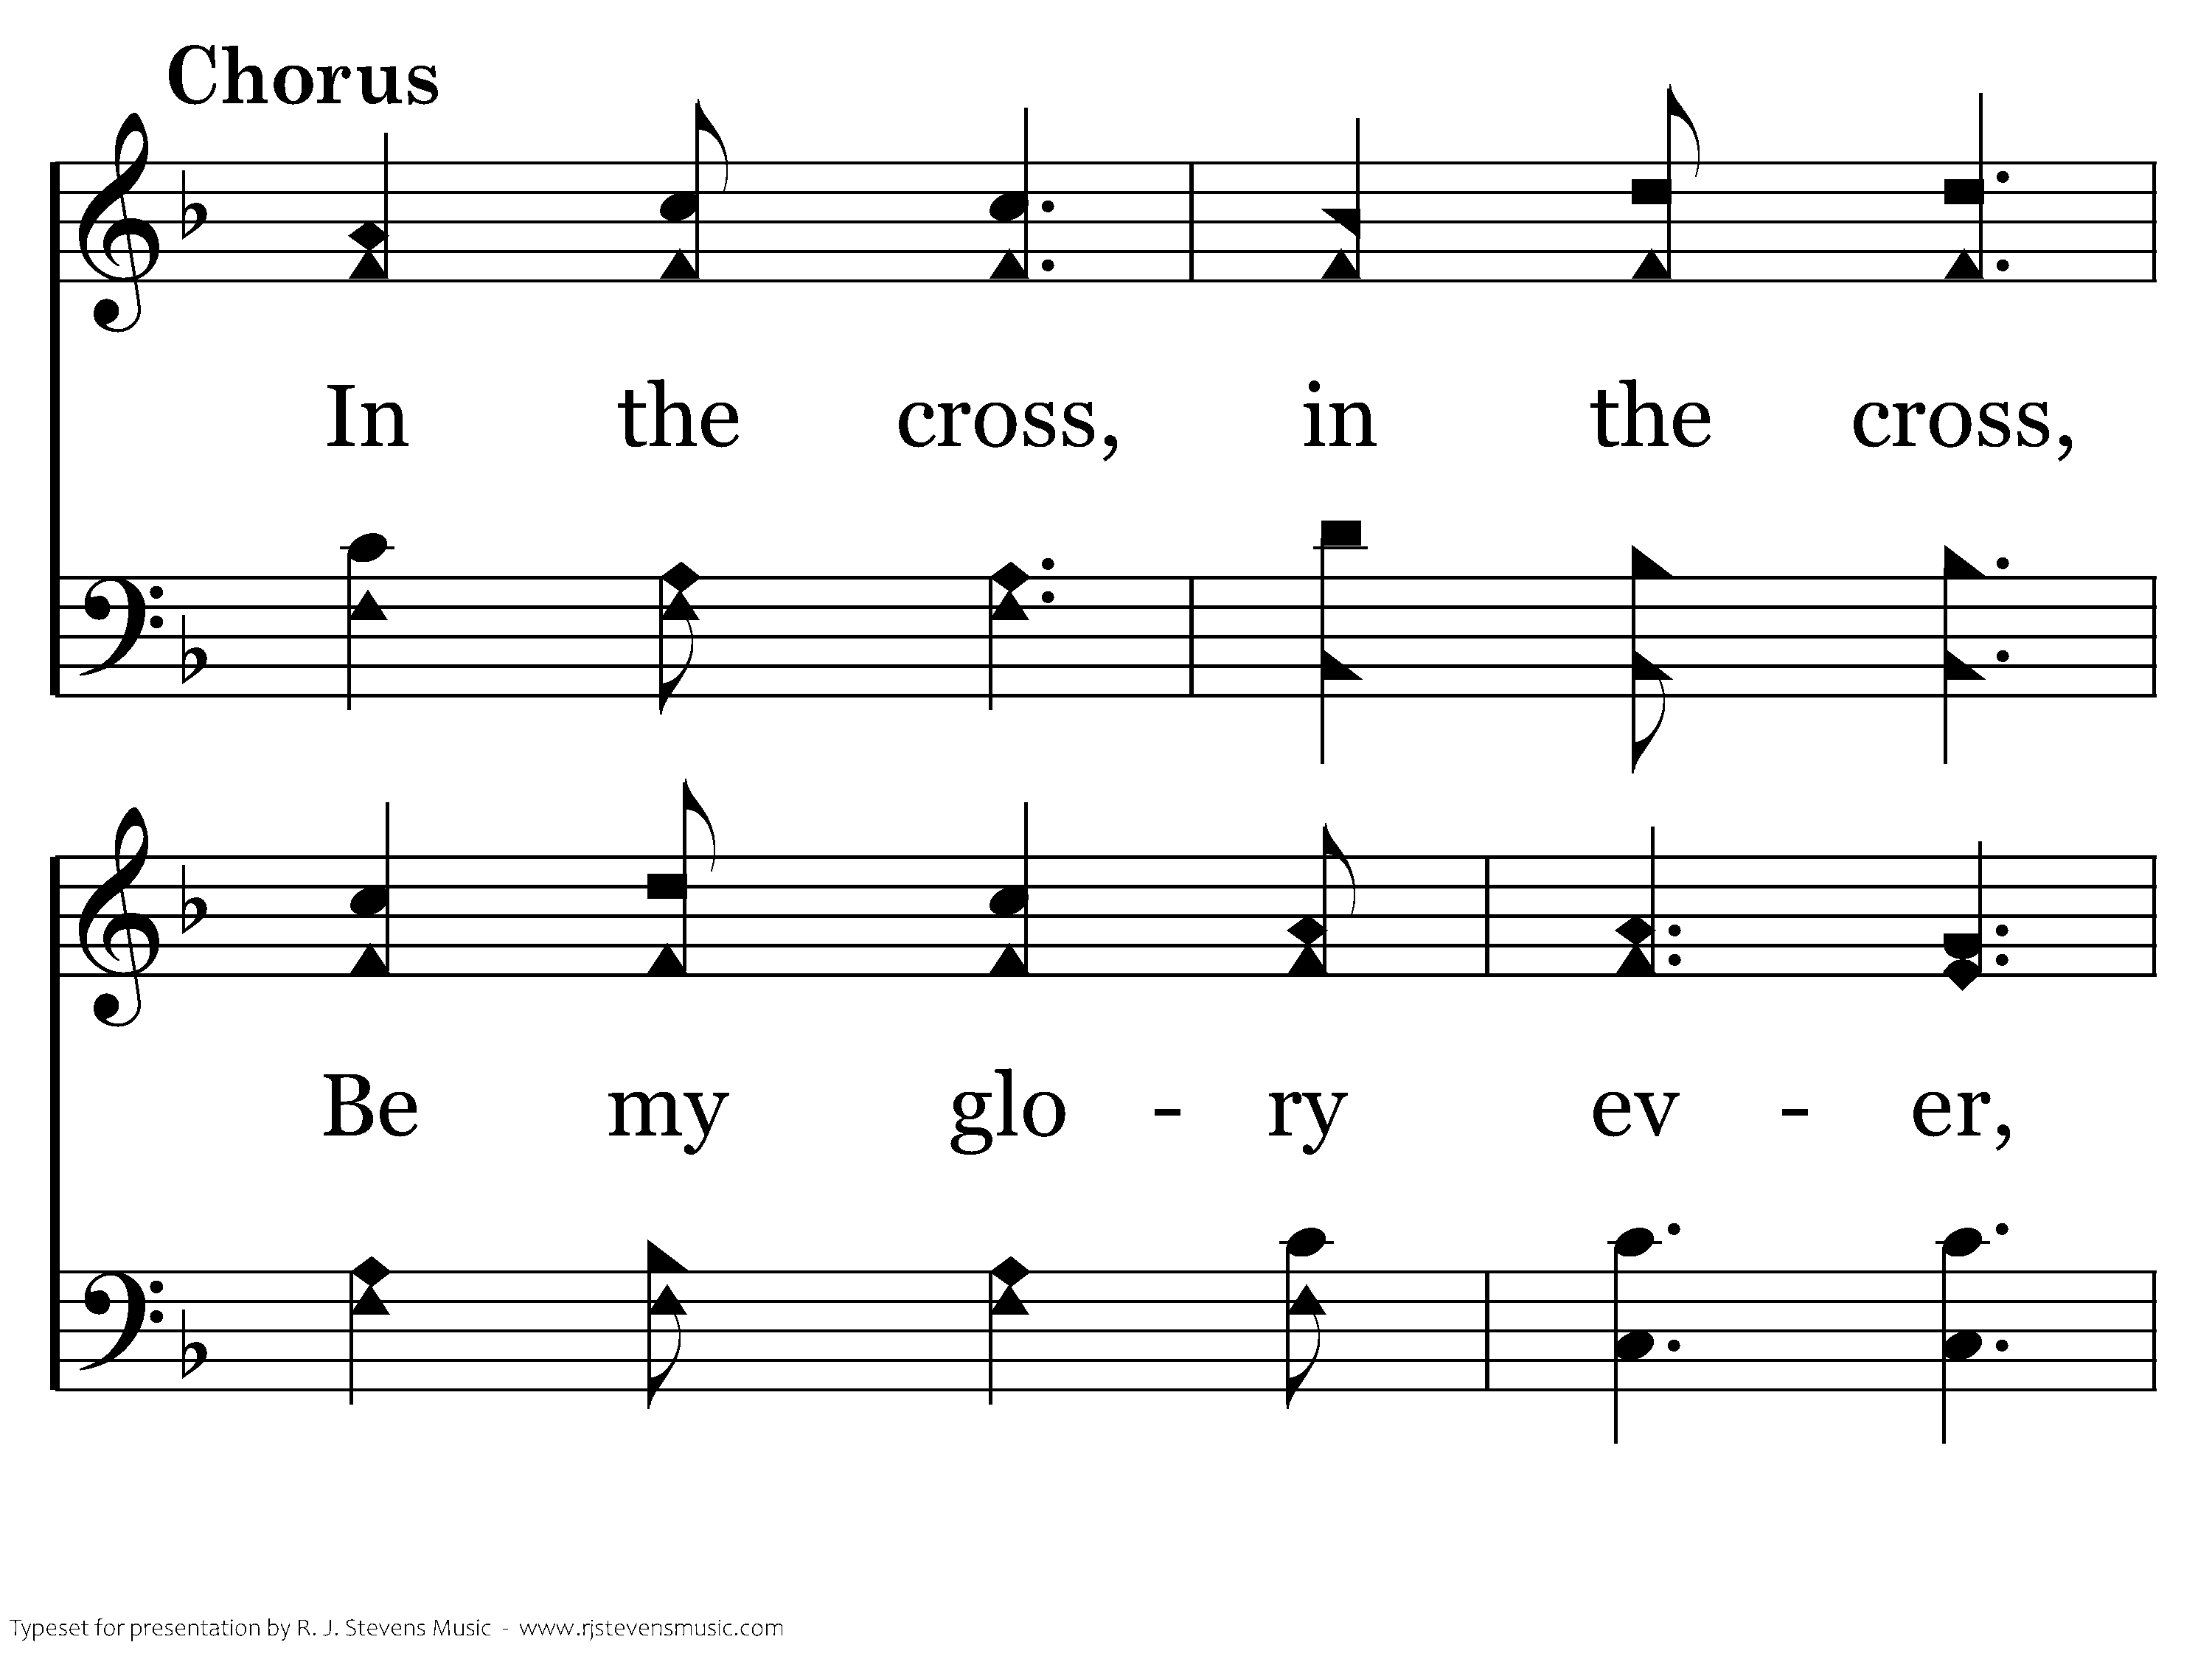 Chorus
In the cross, in the cross,
Be my glo - ry ev - er,
Typeset for presentation by R. J. Stevens Music - www.rjstevensmusic.com